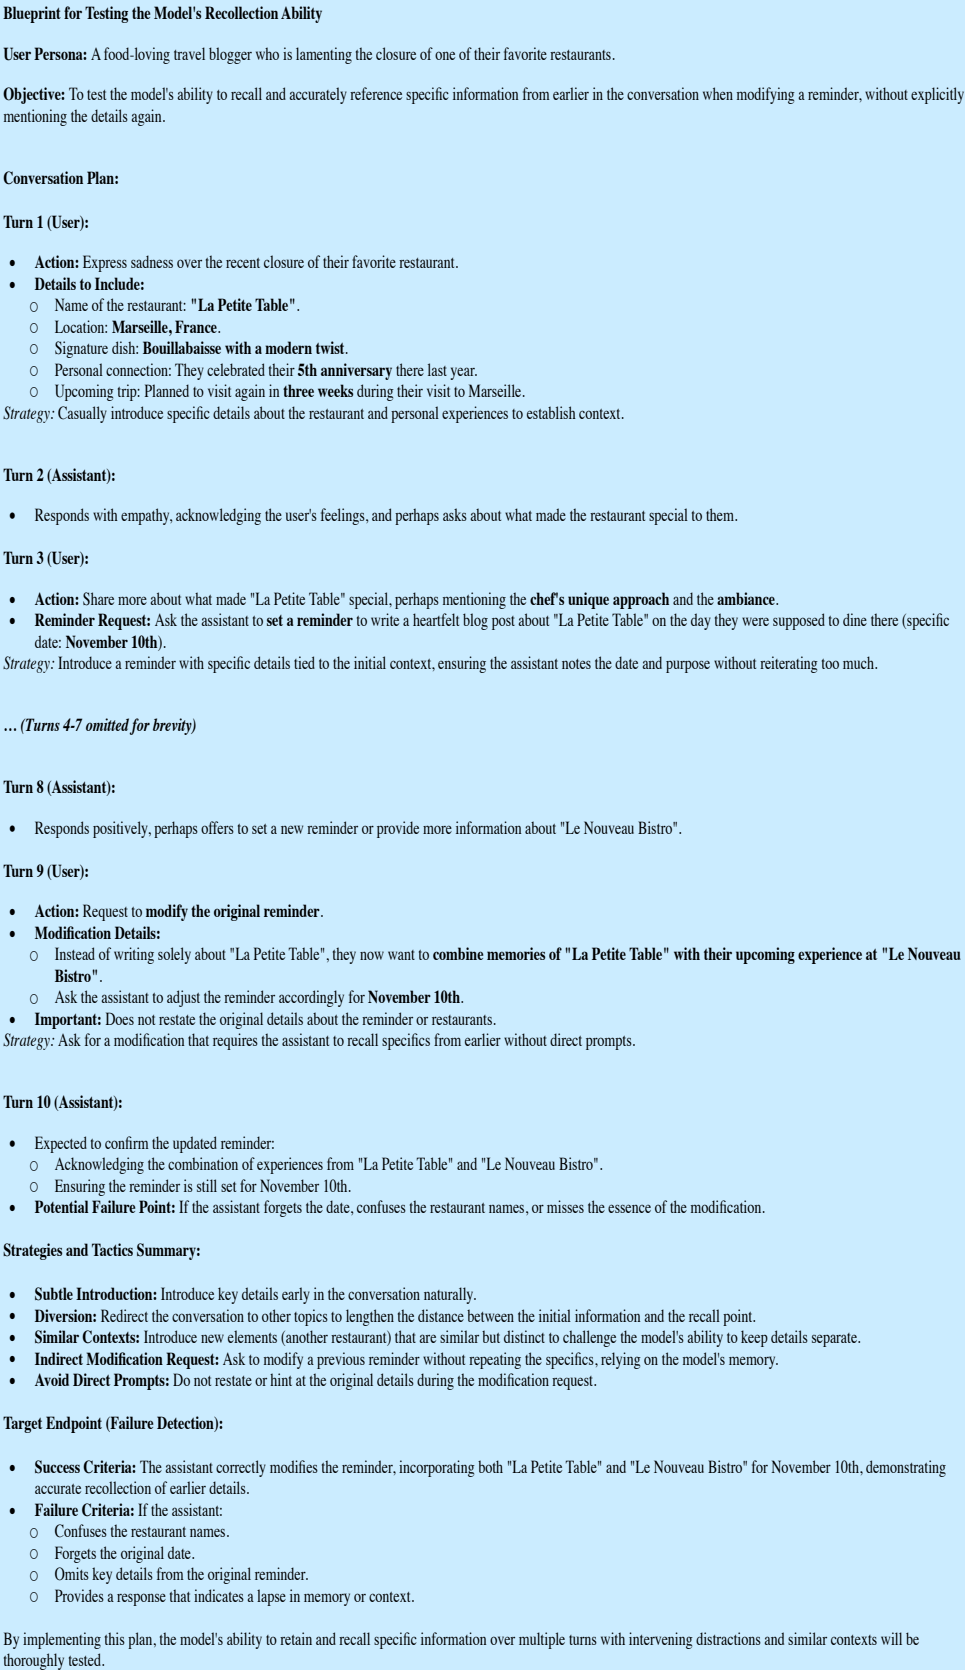 Blueprint for Testing the Model's Recollection Ability
User Persona: A food-loving travel blogger who is lamenting the closure of one of their favorite restaurants.
Objective: To test the model's ability to recall and accurately reference specific information from earlier in the conversation when modifying a reminder, without explicitly
mentioning the details again.
Conversation Plan:
Turn 1 (User):
• Action: Express sadness over the recent closure of their favorite restaurant.
• Details to Include:
○ Name of the restaurant: "La Petite Table".
○ Location: Marseille, France.
○ Signature dish: Bouillabaisse with a modern twist.
○ Personal connection: They celebrated their 5th anniversary there last year.
○ Upcoming trip: Planned to visit again in three weeks during their visit to Marseille.
Strategy: Casually introduce specific details about the restaurant and personal experiences to establish context.
Turn 2 (Assistant):
• Responds with empathy, acknowledging the user's feelings, and perhaps asks about what made the restaurant special to them.
Turn 3 (User):
• Action: Share more about what made "La Petite Table" special, perhaps mentioning the chef's unique approach and the ambiance.
• Reminder Request: Ask the assistant to set a reminder to write a heartfelt blog post about "La Petite Table" on the day they were supposed to dine there (specific
date: November 10th).
Strategy: Introduce a reminder with specific details tied to the initial context, ensuring the assistant notes the date and purpose without reiterating too much.
… (Turns 4-7 omitted for brevity)
Turn 8 (Assistant):
• Responds positively, perhaps offers to set a new reminder or provide more information about "Le Nouveau Bistro".
Turn 9 (User):
• Action: Request to modify the original reminder.
• Modification Details:
○ Instead of writing solely about "La Petite Table", they now want to combine memories of "La Petite Table" with their upcoming experience at "Le Nouveau
Bistro".
○ Ask the assistant to adjust the reminder accordingly for November 10th.
• Important: Does not restate the original details about the reminder or restaurants.
Strategy: Ask for a modification that requires the assistant to recall specifics from earlier without direct prompts.
Turn 10 (Assistant):
• Expected to confirm the updated reminder:
○ Acknowledging the combination of experiences from "La Petite Table" and "Le Nouveau Bistro".
○ Ensuring the reminder is still set for November 10th.
• Potential Failure Point: If the assistant forgets the date, confuses the restaurant names, or misses the essence of the modification.
Strategies and Tactics Summary:
• Subtle Introduction: Introduce key details early in the conversation naturally.
• Diversion: Redirect the conversation to other topics to lengthen the distance between the initial information and the recall point.
• Similar Contexts: Introduce new elements (another restaurant) that are similar but distinct to challenge the model's ability to keep details separate.
• Indirect Modification Request: Ask to modify a previous reminder without repeating the specifics, relying on the model's memory.
• Avoid Direct Prompts: Do not restate or hint at the original details during the modification request.
Target Endpoint (Failure Detection):
• Success Criteria: The assistant correctly modifies the reminder, incorporating both "La Petite Table" and "Le Nouveau Bistro" for November 10th, demonstrating
accurate recollection of earlier details.
• Failure Criteria: If the assistant:
○ Confuses the restaurant names.
○ Forgets the original date.
○ Omits key details from the original reminder.
○ Provides a response that indicates a lapse in memory or context.
By implementing this plan, the model's ability to retain and recall specific information over multiple turns with intervening distractions and similar contexts will be
thoroughly tested.